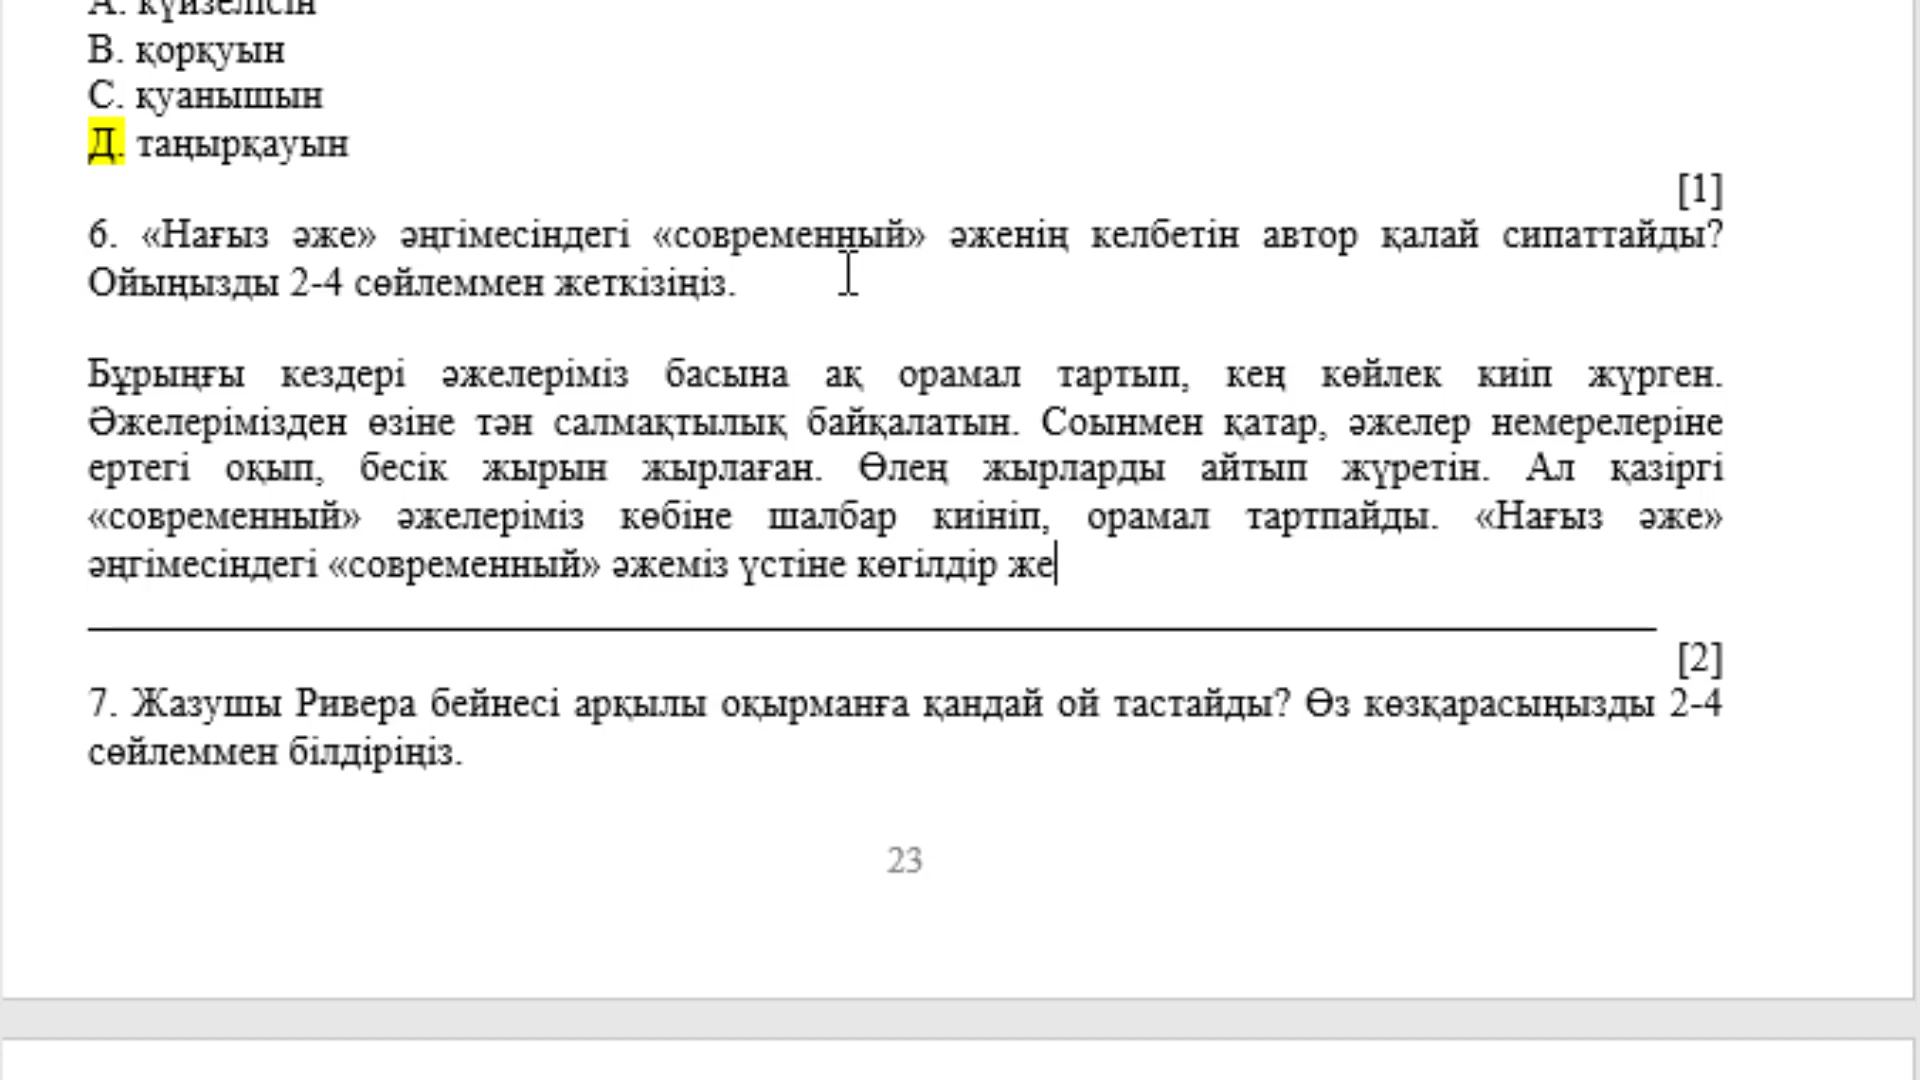 А. күйзелісін
В. қорқуын
С. қуанышын
Д. таңырқауын
[1]
6. «Нағыз әже» әңгімесіндегі «современный» әженің келбетін автор қалай сипаттайды?
Ойыңызды 2-4 сөйлеммен жеткізіңіз.
Бұрыңғы кездері әжелеріміз басына ақ орамал тартып, кең көйлек киіп жүрген.
Әжелерімізден өзіне тән салмақтылық байқалатын. Соынмен қатар, әжелер немерелеріне
ертегі оқып, бесік жырын жырлаған. Өлең жырларды айтып жүретін. Ал қазіргі
«современный» әжелеріміз көбіне шалбар киініп, орамал тартпайды. «Нағыз әже»
әңгімесіндегі «современный» әжеміз үстіне көгілдір же
[2]
7. Жазушы Ривера бейнесі арқылы оқырманға қандай ой тастайды? Өз көзқарасыңызды 2-4
сөйлеммен білдіріңіз.
23